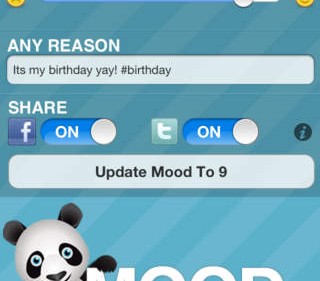 ANY REASON
Its my birthday yay! #birthday
SHARE
f ON t ON i
Update Mood To 9
MOOD